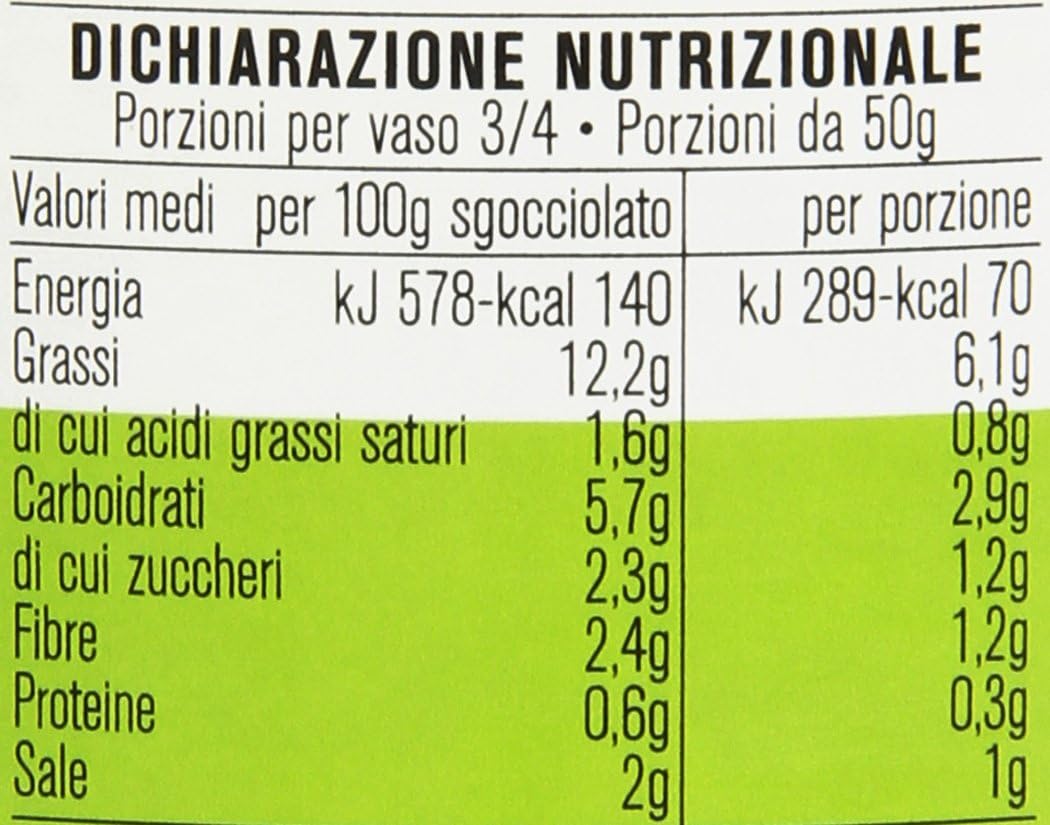 DICHIARAZIONE NUTRIZIONALE
Porzioni per vaso 3/4 • Porzioni da 50g
Valori medi per 100g sgocciolato per porzione
Energia kJ 578-kcal 140 kJ 289-kcal 70
Grassi 12,2g 6,1g
di cui acidi grassi saturi 1,6g 0,8g
Carboidrati 5,7g 2,9g
di cui zuccheri 2,3g 1,2g
Fibre 2,4g 1,2g
Proteine 0,6g 0,3g
Sale 2g 1g